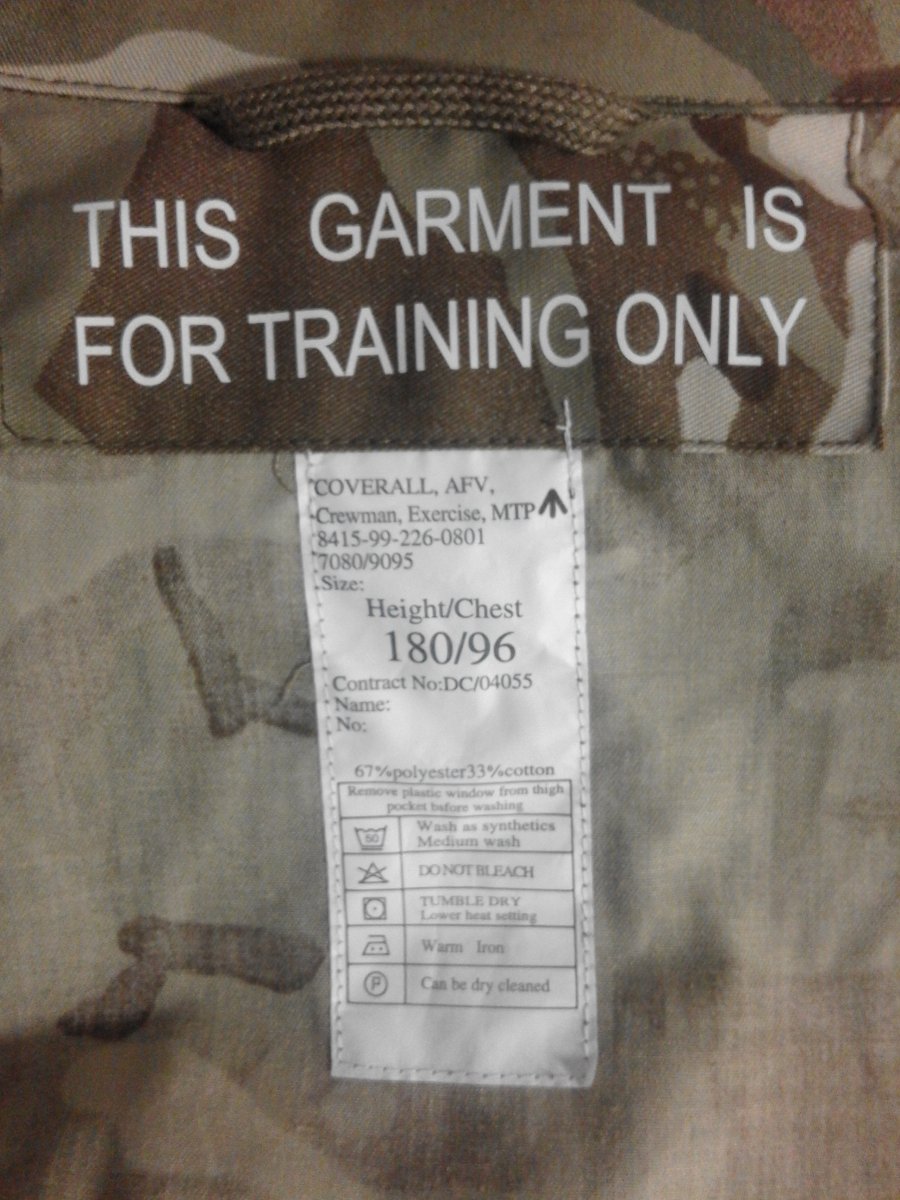 THIS GARMENT IS
FOR TRAINING ONLY
COVERALL, AFV,
Crewman, Exercise, MTP
8415-99-226-0801
7080/9095
Size:
Height/Chest
180/96
Contract No:DC/04055
Name:
No:
67%polyester33%cotton
Remove plastic window from thigh
pocket before washing
50 Wash as synthetics
Medium wash
DO NOT BLEACH
TUMBLE DRY
Lower heat setting
Warm Iron
P Can be dry cleaned